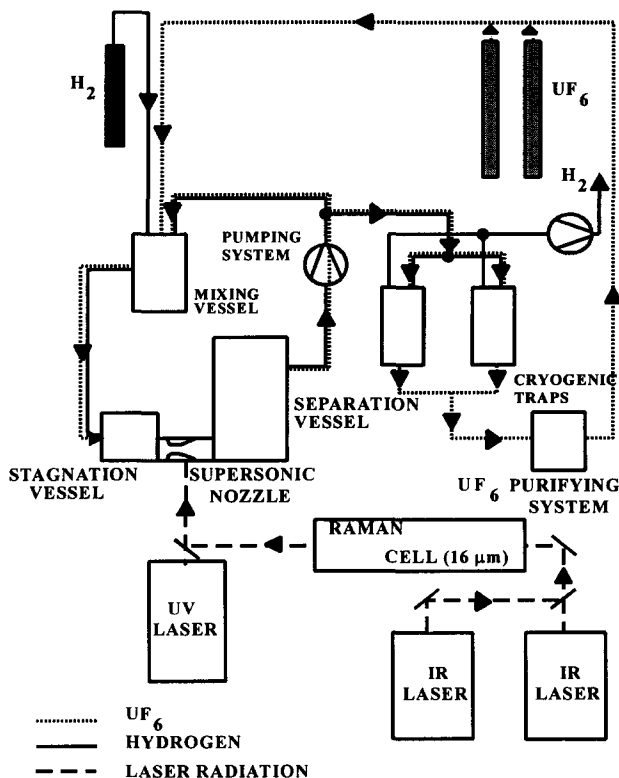 H2
UF6
H2
PUMPING
SYSTEM
MIXING
VESSEL
CRYOGENIC
TRAPS
SEPARATION
VESSEL
STAGNATION
VESSEL
SUPERSONIC
NOZZLE
UF6 PURIFYING
SYSTEM
RAMAN
CELL (16 µm)
UV
LASER
IR
LASER
IR
LASER
UF6
HYDROGEN
LASER RADIATION